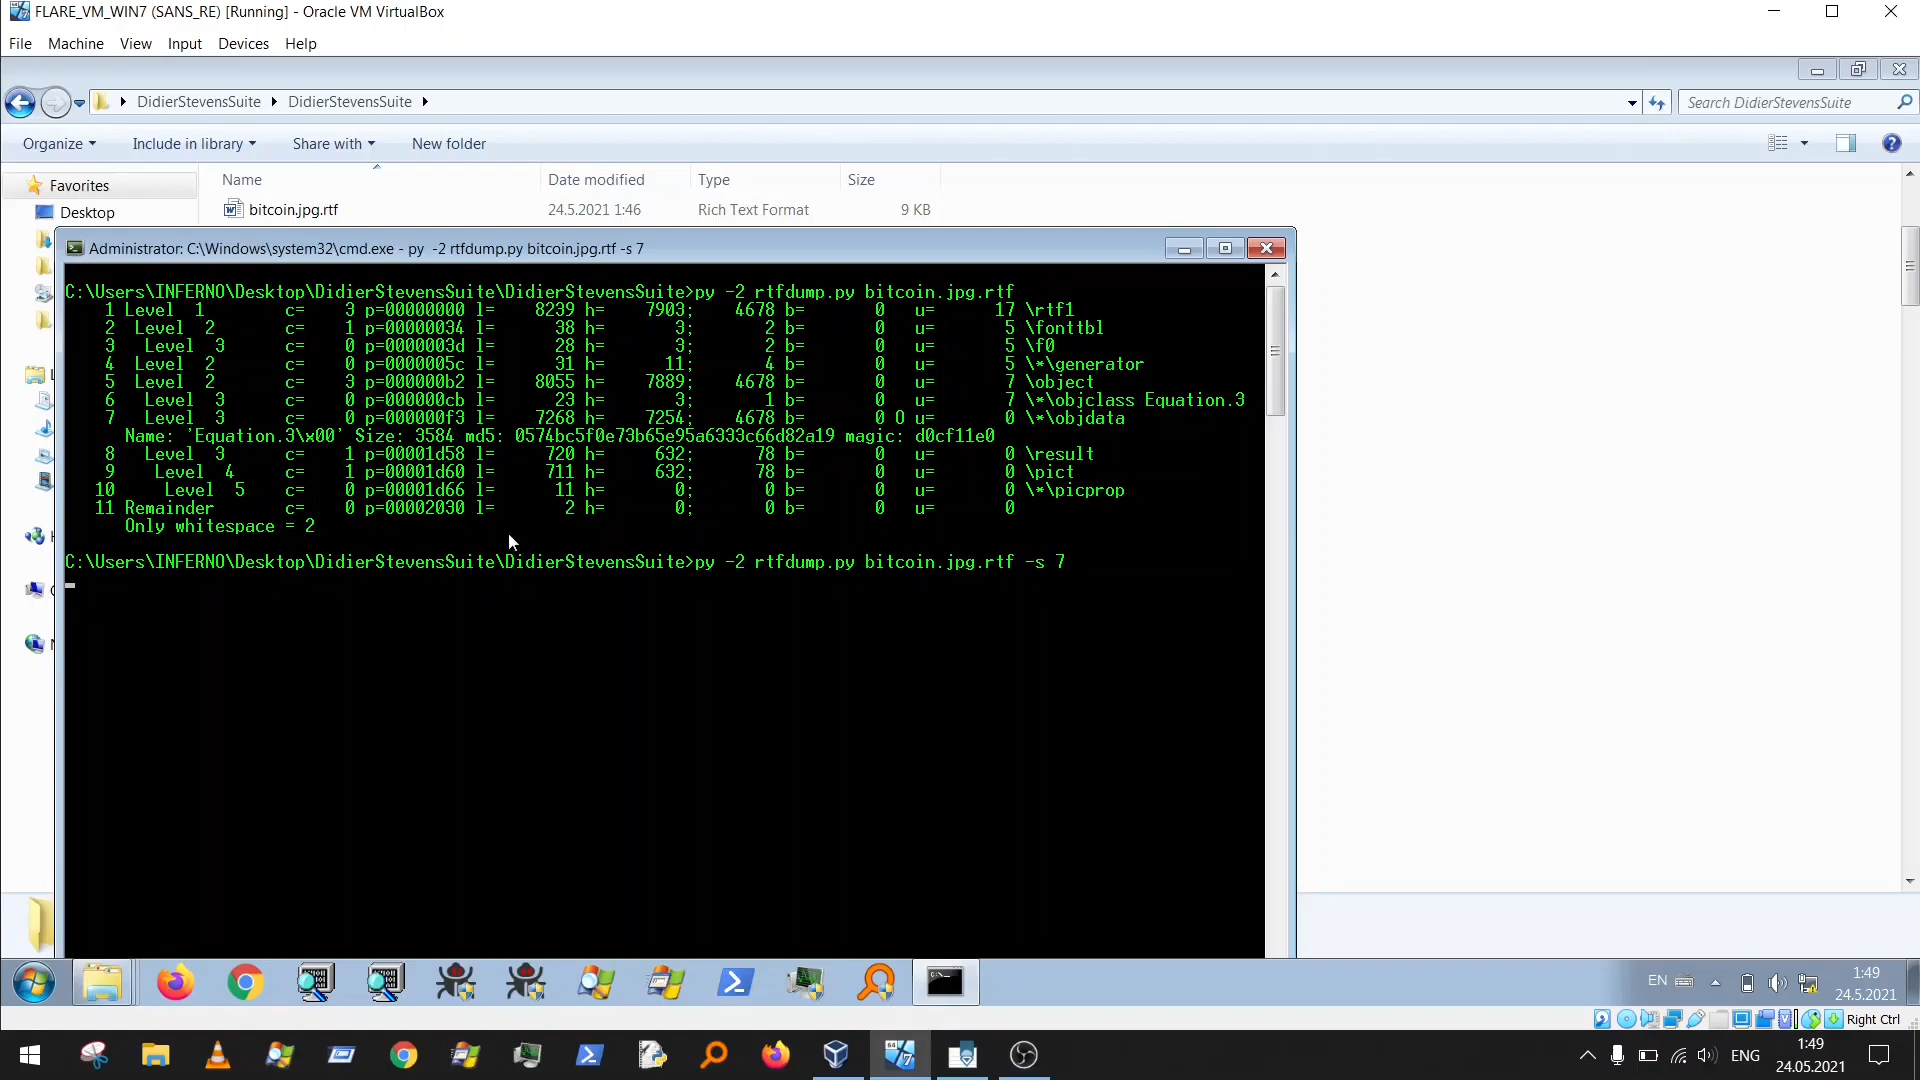 FLARE_VM_WIN7 (SANS_RE) [Running] - Oracle VM VirtualBox
File Machine View Input Devices Help
DidierStevensSuite DidierStevensSuite
Search DidierStevensSuite
Organize Include in library Share with New folder
Favorites
Name Date modified Type Size
Desktop
bitcoin.jpg.rtf 24.5.2021 1:46 Rich Text Format 9 KB
Administrator: C:\Windows\system32\cmd.exe - py -2 rtfdump.py bitcoin.jpg.rtf -s 7
C:\Users\INFERNO\Desktop\DidierStevensSuite\DidierStevensSuite>py -2 rtfdump.py bitcoin.jpg.rtf
1 Level 1 c= 3 p=00000000 l= 8239 h= 7903; 4678 b= 0 u= 17 \rtf1
2 Level 2 c= 1 p=00000034 l= 38 h= 3; 2 b= 0 u= 5 \fonttbl
3 Level 3 c= 0 p=0000003d l= 28 h= 3; 2 b= 0 u= 5 \f0
4 Level 2 c= 0 p=0000005c l= 31 h= 11; 4 b= 0 u= 5 \*\generator
5 Level 2 c= 3 p=000000b2 l= 8055 h= 7889; 4678 b= 0 u= 7 \object
6 Level 3 c= 0 p=000000cb l= 23 h= 3; 1 b= 0 u= 7 \*\objclass Equation.3
7 Level 3 c= 0 p=000000f3 l= 7268 h= 7254; 4678 b= 0 O u= 0 \*\objdata
Name: 'Equation.3\x00' Size: 3584 md5: 0574bc5f0e73b65e95a6333c66d82a19 magic: d0cf11e0
8 Level 3 c= 1 p=00001d58 l= 720 h= 632; 78 b= 0 u= 0 \result
9 Level 4 c= 1 p=00001d60 l= 711 h= 632; 78 b= 0 u= 0 \pict
10 Level 5 c= 0 p=00001d66 l= 11 h= 0; 0 b= 0 u= 0 \*\picprop
11 Remainder c= 0 p=00002030 l= 2 h= 0; 0 b= 0 u= 0
Only whitespace = 2
C:\Users\INFERNO\Desktop\DidierStevensSuite\DidierStevensSuite>py -2 rtfdump.py bitcoin.jpg.rtf -s 7
EN 1:49
24.5.2021
Right Ctrl
ENG 1:49
24.05.2021